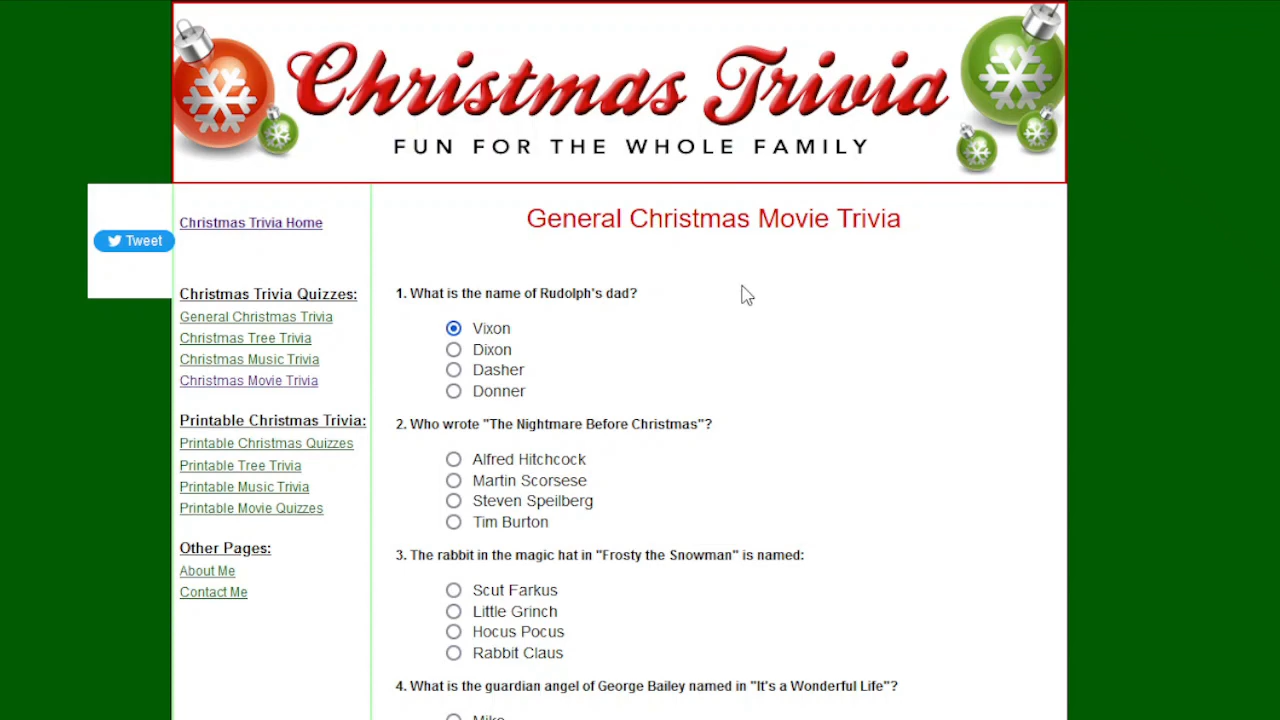 Christmas Trivia
FUN FOR THE WHOLE FAMILY
Tweet
Christmas Trivia Home
Christmas Trivia Quizzes:
General Christmas Trivia
Christmas Tree Trivia
Christmas Music Trivia
Christmas Movie Trivia
Printable Christmas Trivia:
Printable Christmas Quizzes
Printable Tree Trivia
Printable Music Trivia
Printable Movie Quizzes
Other Pages:
About Me
Contact Me
General Christmas Movie Trivia
1. What is the name of Rudolph's dad?
Vixon
Dixon
Dasher
Donner
2. Who wrote "The Nightmare Before Christmas"?
Alfred Hitchcock
Martin Scorsese
Steven Speilberg
Tim Burton
3. The rabbit in the magic hat in "Frosty the Snowman" is named:
Scut Farkus
Little Grinch
Hocus Pocus
Rabbit Claus
4. What is the guardian angel of George Bailey named in "It's a Wonderful Life"?
Mike